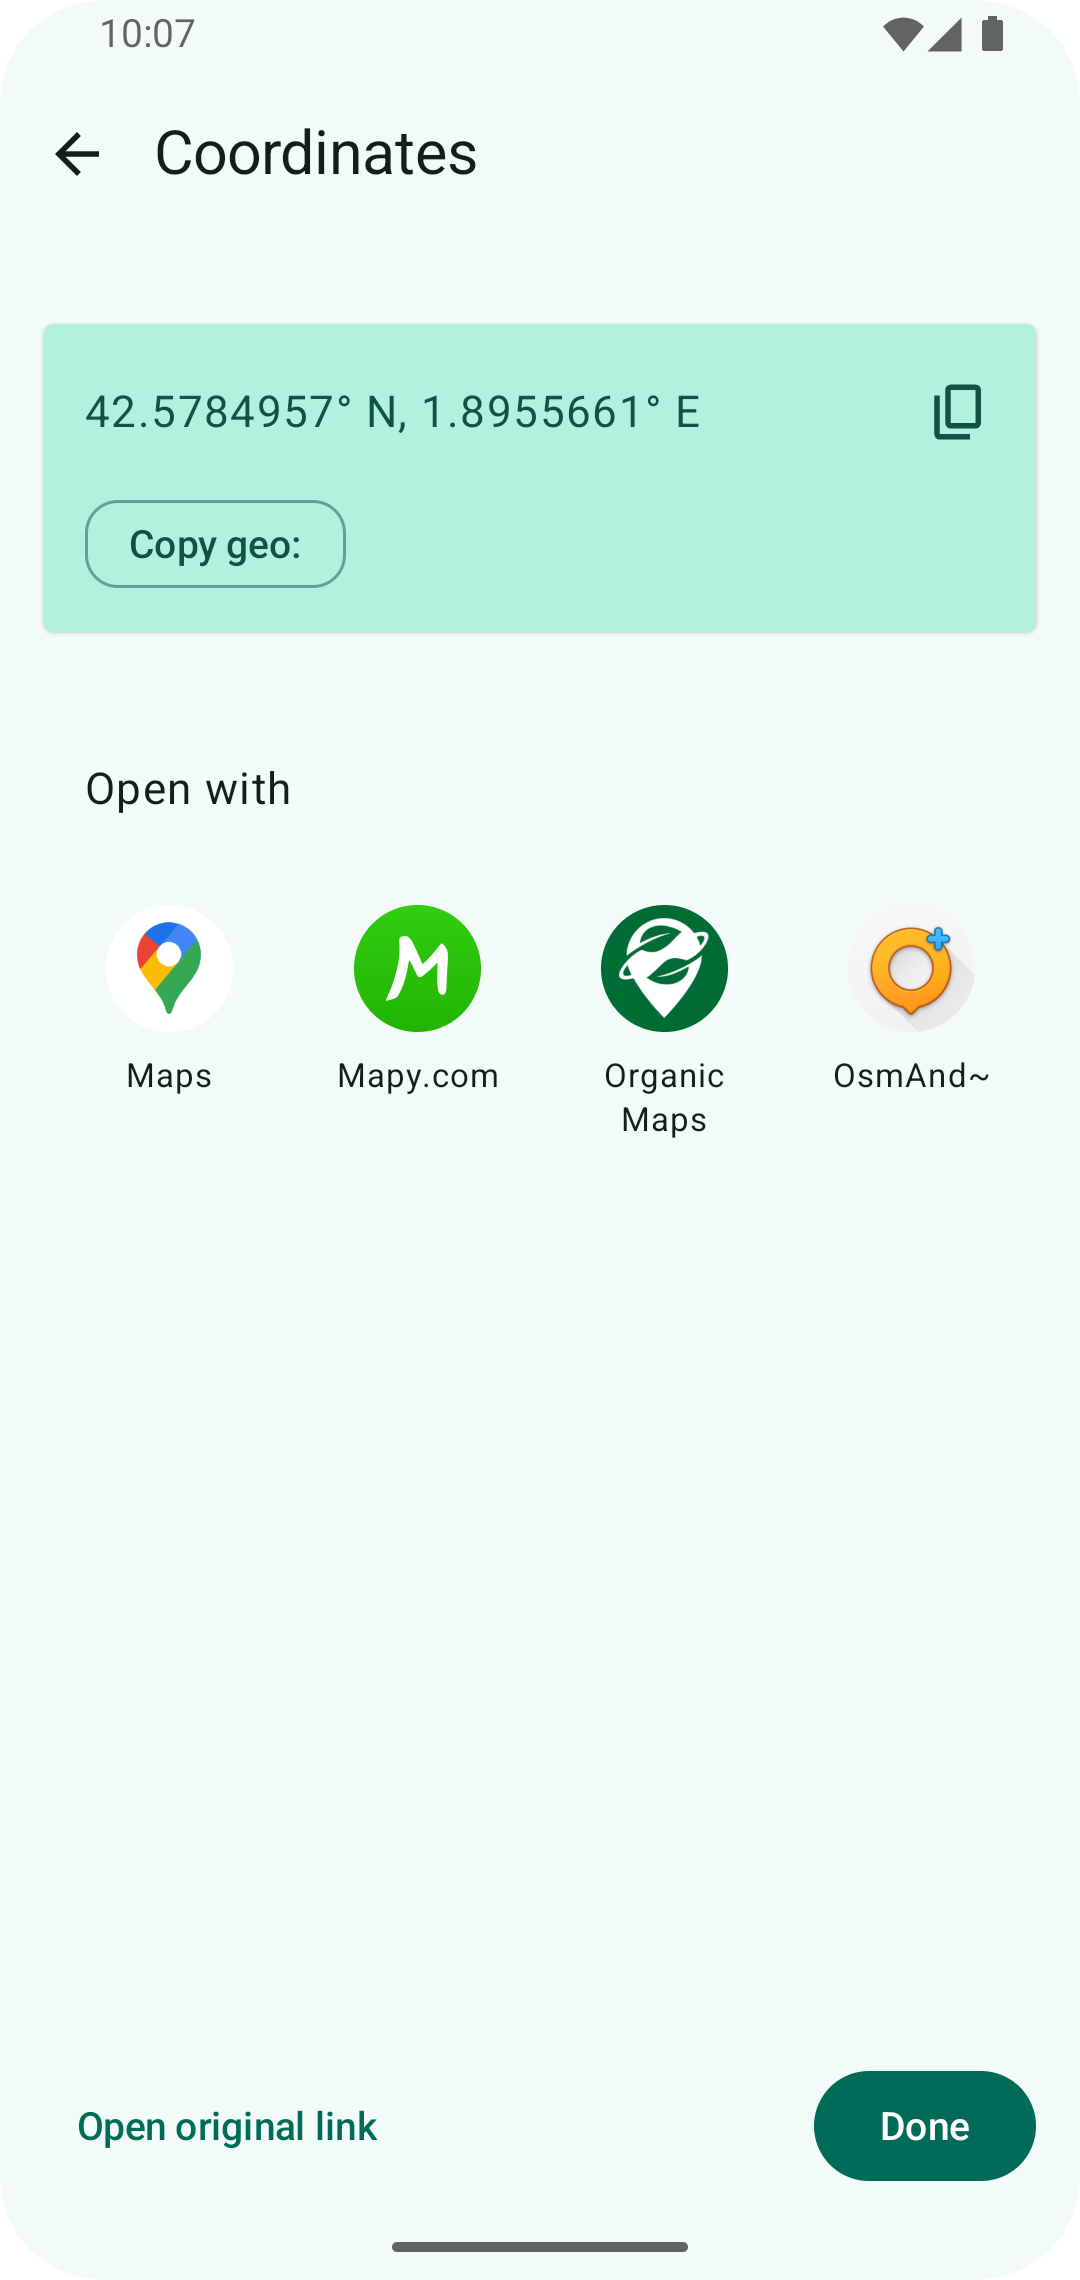 10:07
Coordinates
42.5784957° N, 1.8955661° E
Copy geo:
Open with
Maps
Mapy.com
Organic
Maps
OsmAnd~
Open original link
Done